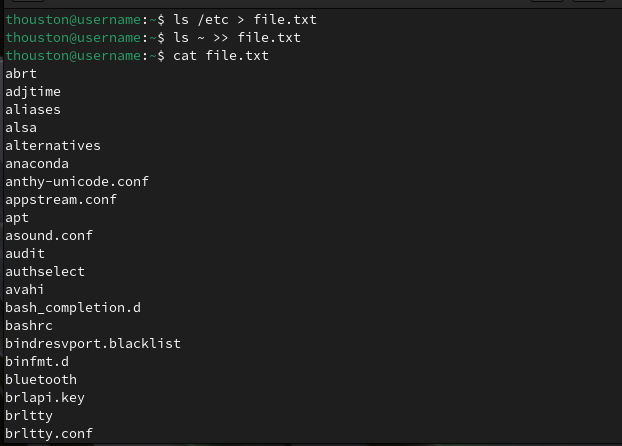 thouston@username:~$ ls /etc > file.txt
thouston@username:~$ ls ~ >> file.txt
thouston@username:~$ cat file.txt
abrt
adjtime
aliases
alsa
alternatives
anaconda
anthy-unicode.conf
appstream.conf
apt
asound.conf
audit
authselect
avahi
bash_completion.d
bashrc
bindresvport.blacklist
binfmt.d
bluetooth
brlapi.key
brltty
brltty.conf